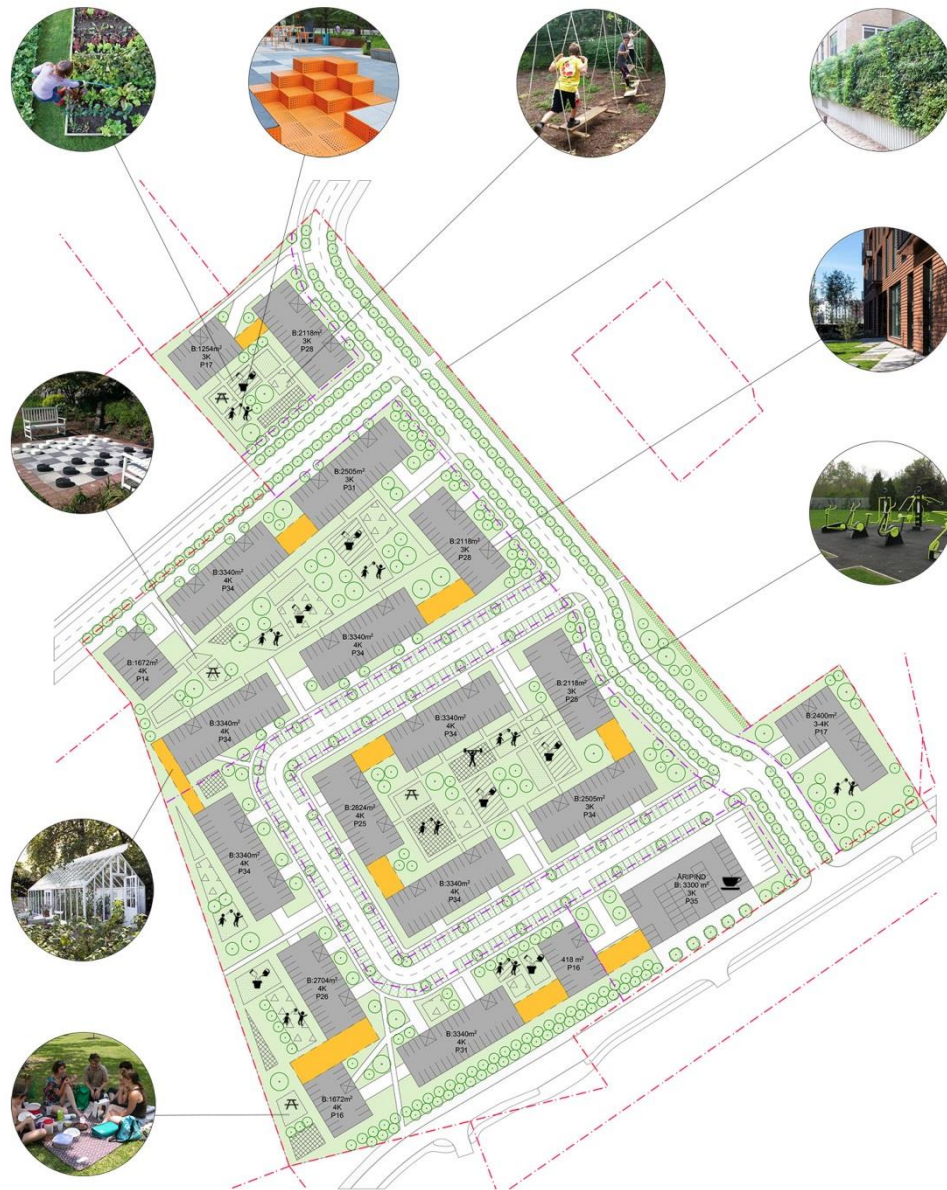 B:1254m²
3K
P17
B:2118m²
3K
P28
B:2505m²
3K
P31
B:2118m²
3K
P28
B:3340m²
4K
P34
B:3340m²
4K
P34
B:1672m²
4K
P14
B:2118m²
3K
P25
B:3340m²
4K
P34
B:3340m²
4K
P34
B:2400m²
3-4K
P17
B:2824m²
4K
P25
B:2505m²
3K
P34
B:3340m²
4K
P34
B:3340m²
4K
P34
ÄRIPIND
B: 3300 m²
3K
P35
418 m²
P16
B:2704m²
4K
P26
B:3340m²
4K
P31
B:1672m²
4K
P16